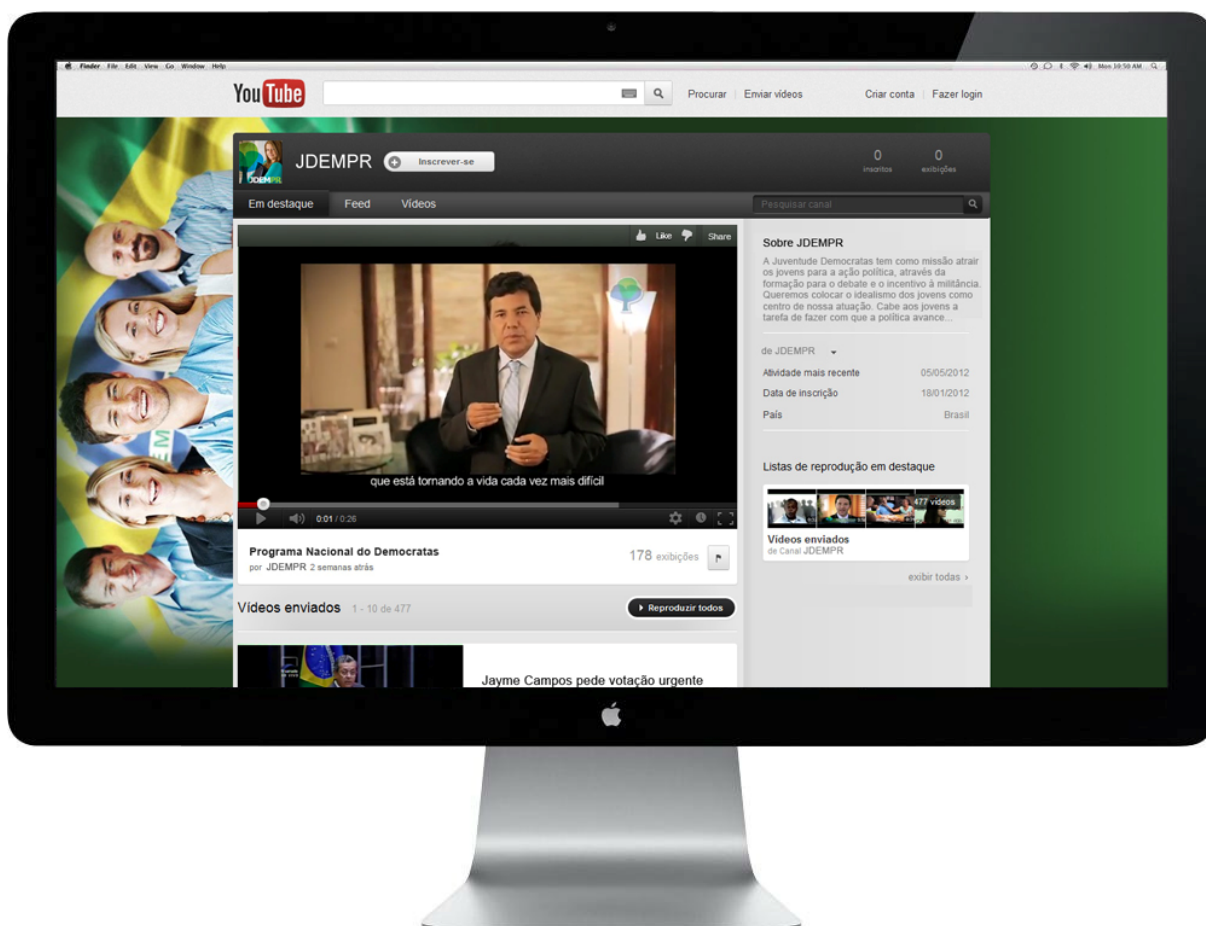 Finder File Edit View Go Window Help
Mon 10:50 AM
YouTube
Procurar
Enviar vídeos
Criar conta
Fazer login
JDEMPR
JDEMPR
Inscrever-se
0
inscritos
0
exibições
Em destaque
Feed
Vídeos
Pesquisar canal
Like
Share
que está tornando a vida cada vez mais difícil
0:01 / 0:26
Programa Nacional do Democratas
por JDEMPR 2 semanas atrás
178 exibições
Vídeos enviados 1 - 10 de 477
Reproduzir todos
Jayme Campos pede votação urgente
Sobre JDEMPR
A Juventude Democratas tem como missão atrair
os jovens para a ação política, através da
formação para o debate e o incentivo à militância.
Queremos colocar o idealismo dos jovens como
centro de nossa atuação. Cabe aos jovens a
tarefa de fazer com que a política avance...
de JDEMPR
Atividade mais recente 05/05/2012
Data de inscrição 18/01/2012
País Brasil
Listas de reprodução em destaque
477 vídeos
Vídeos enviados
de Canal JDEMPR
exibir todas ›